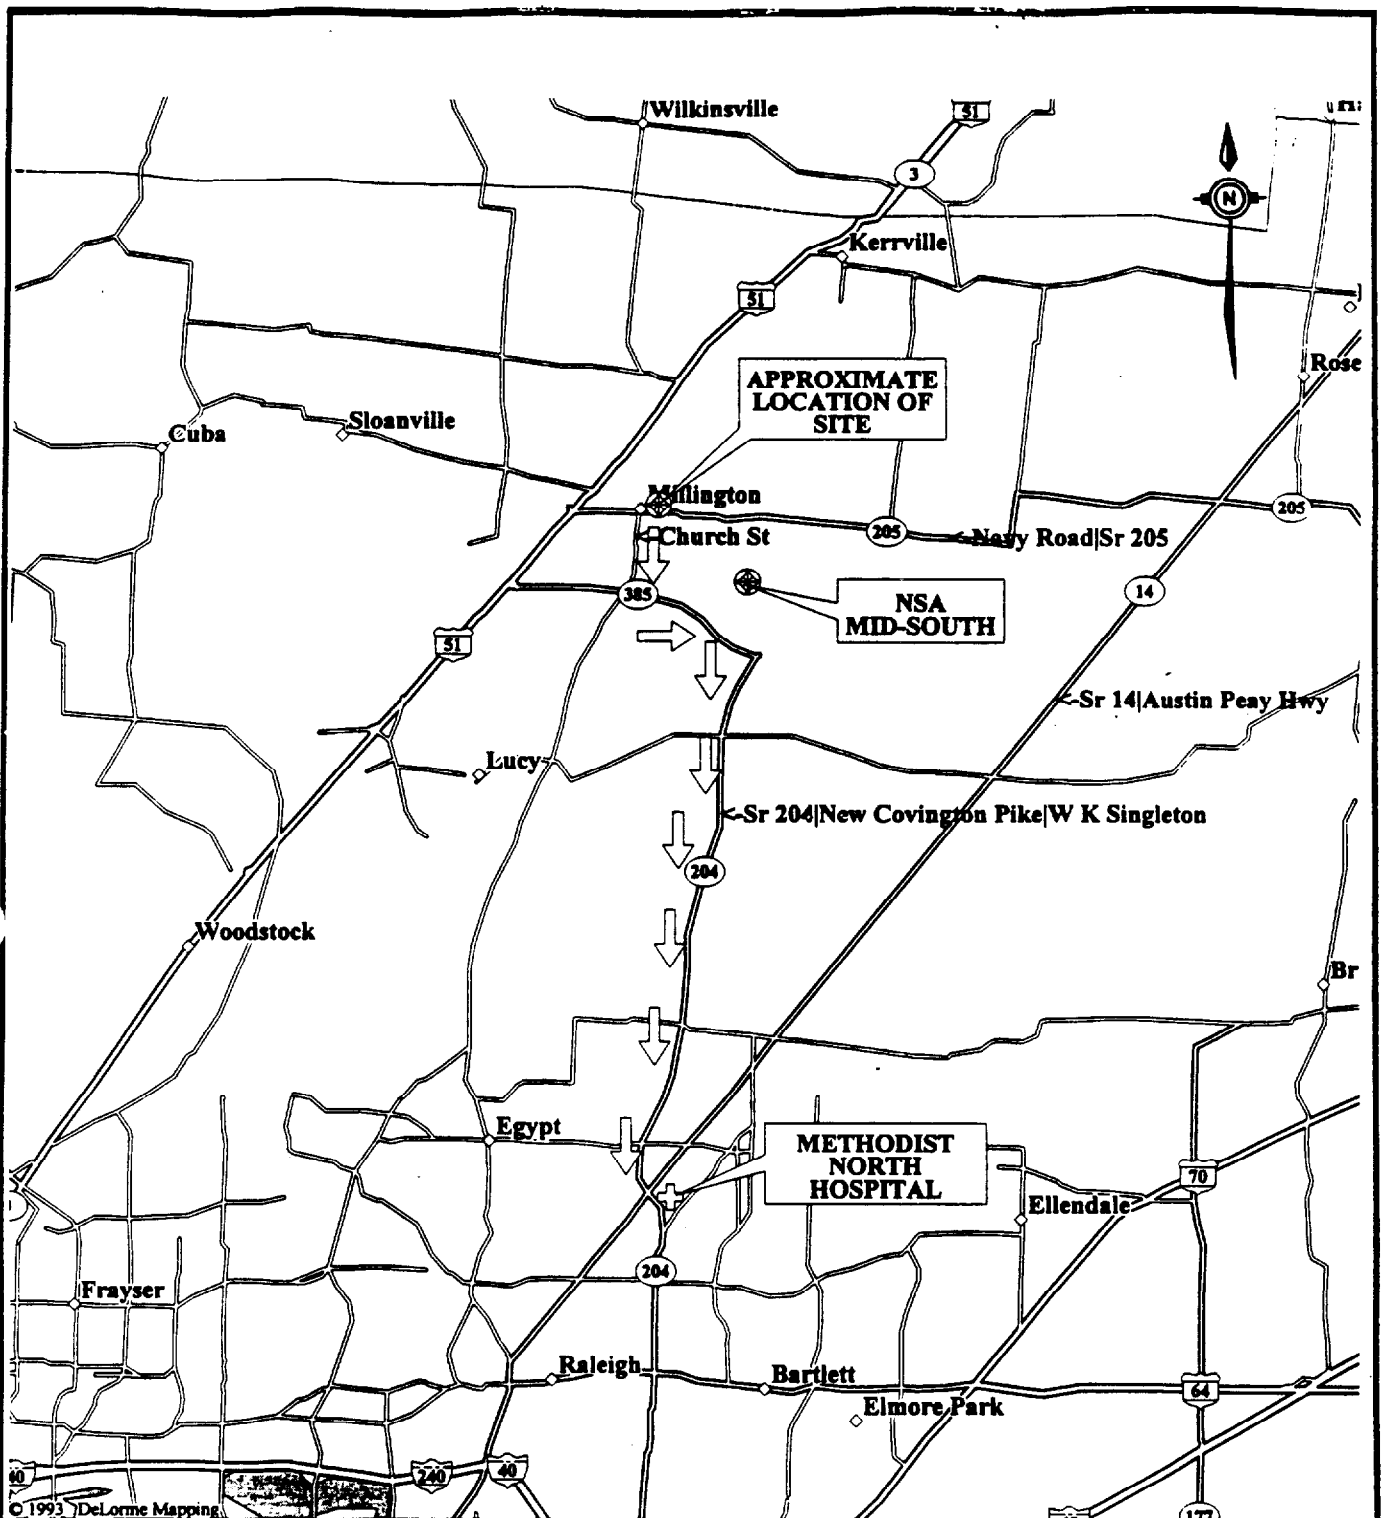 Wilkinsville
51
3
N
Kerrville
51
Rose
APPROXIMATE
LOCATION OF
SITE
Sloanville
Cuba
Millington
205
205
<-Church St
<-Navy Road|Sr 205
385
14
NSA
MID-SOUTH
51
<-Sr 14|Austin Peay Hwy
Lucy
<-Sr 204|New Covington Pike|W K Singleton
204
Woodstock
Br
Egypt
METHODIST
NORTH
HOSPITAL
70
Ellendale
204
Frayser
Raleigh
Bartlett
64
Elmore Park
40
240
40
© 1993 DeLorme Mapping
177